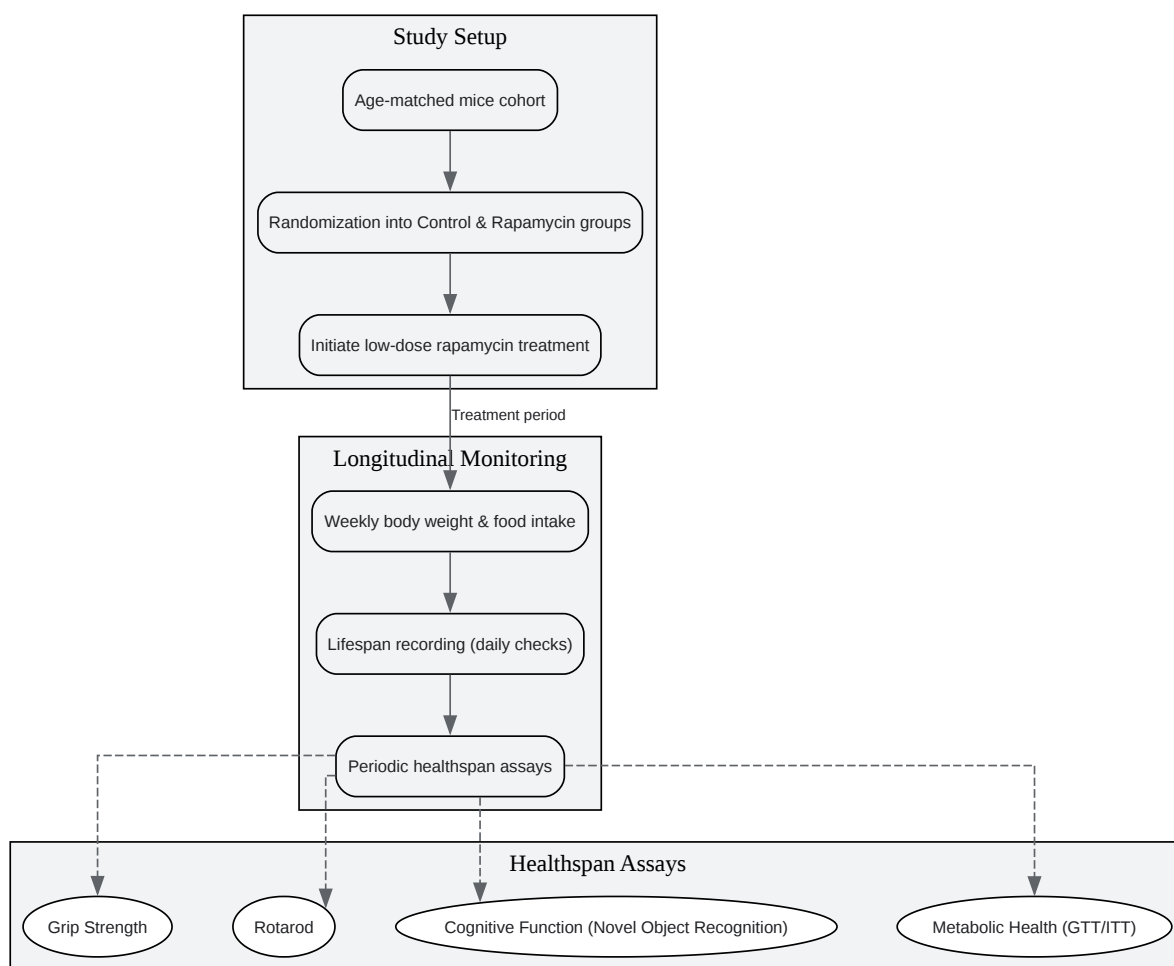 Study Setup
Age-matched mice cohort
Randomization into Control & Rapamycin groups
Initiate low-dose rapamycin treatment
Treatment period
Longitudinal Monitoring
Weekly body weight & food intake
Lifespan recording (daily checks)
Periodic healthspan assays
Healthspan Assays
Grip Strength
Rotarod
Cognitive Function (Novel Object Recognition)
Metabolic Health (GTT/ITT)